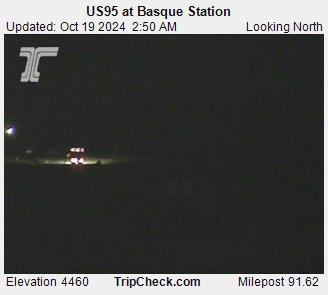 US95 at Basque Station
Updated: Oct 19 2024 2:50 AM Looking North
Elevation 4460 TripCheck.com Milepost 91.62